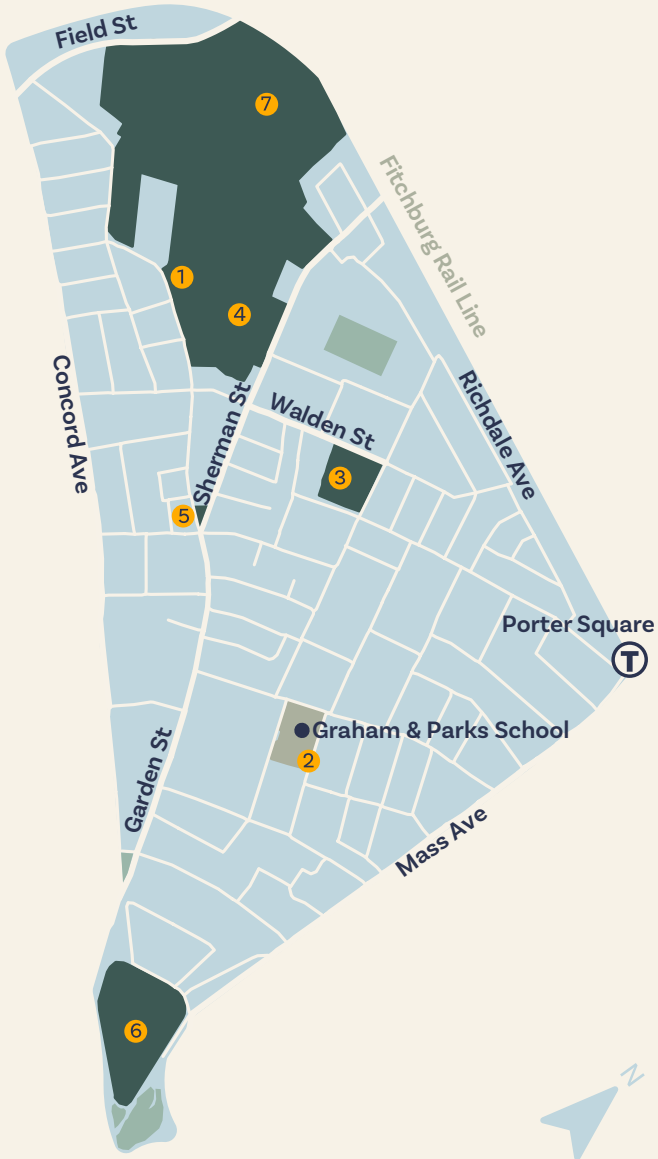 Field St
7
Fitchburg Rail Line
1
4
Concord Ave
Sherman St
Walden St
Richdale Ave
3
5
Porter Square
T
Graham & Parks School
2
Garden St
Mass Ave
6
N